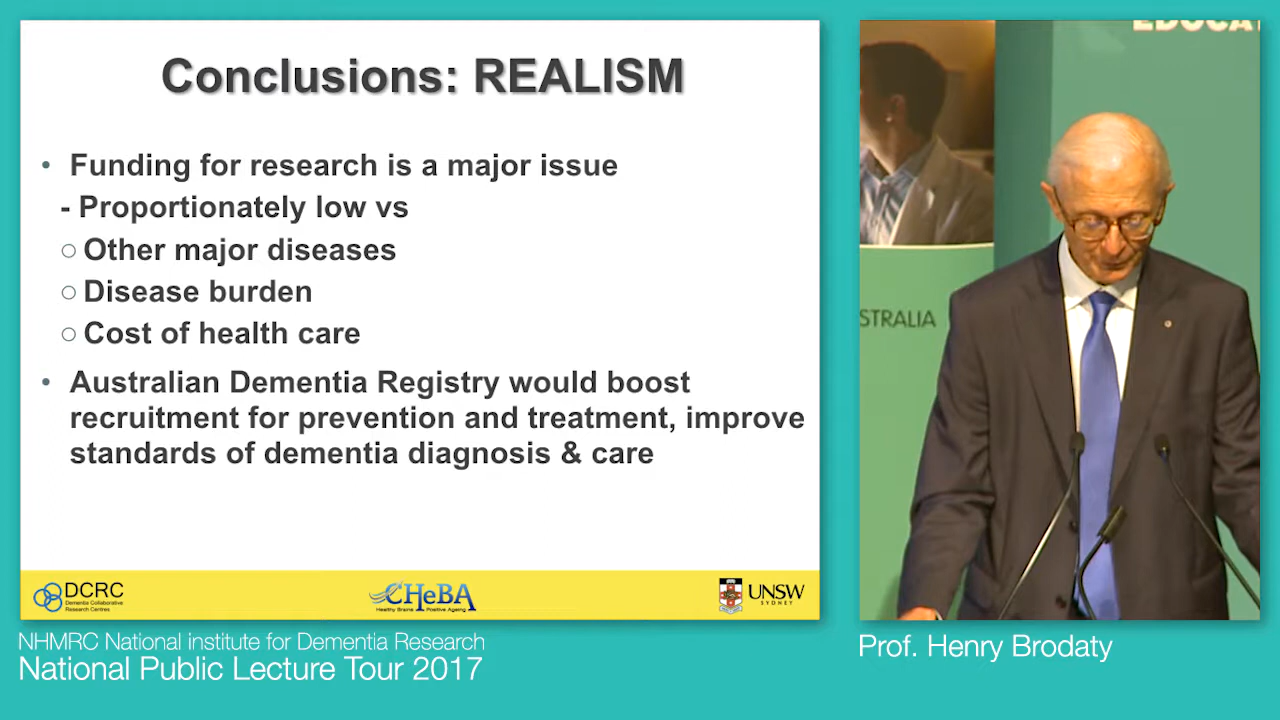 Conclusions: REALISM
• Funding for research is a major issue
- Proportionately low vs
○ Other major diseases
○ Disease burden
○ Cost of health care
• Australian Dementia Registry would boost
recruitment for prevention and treatment, improve
standards of dementia diagnosis & care
DCRC
Dementia Collaborative
Research Centres
CHeBA
Healthy Brains Positive Ageing
UNSW
SYDNEY
STRALIA
NHMRC National institute for Dementia Research
National Public Lecture Tour 2017
Prof. Henry Brodaty